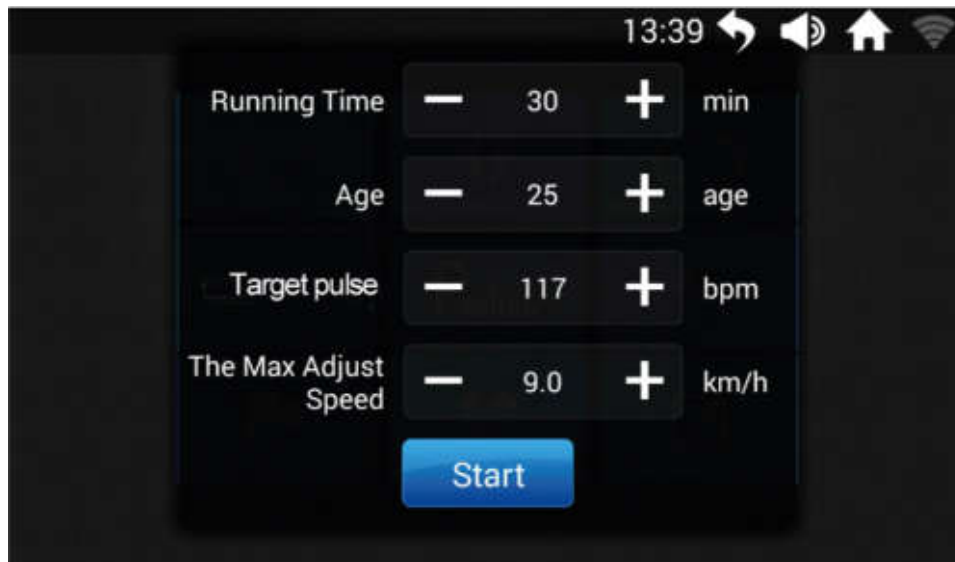 13:39
Running Time 30 min
Age 25 age
Target pulse 117 bpm
The Max Adjust
Speed 9.0 km/h
Start